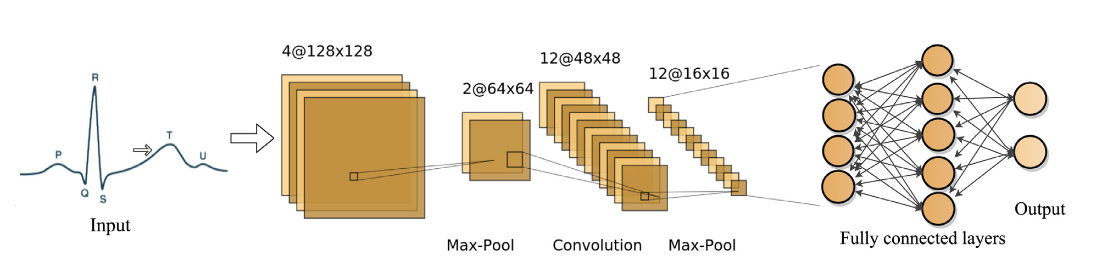 4@128x128
2@64x64
12@48x48
12@16x16
R
P
T
U
Q
S
Input
Max-Pool
Convolution
Max-Pool
Fully connected layers
Output